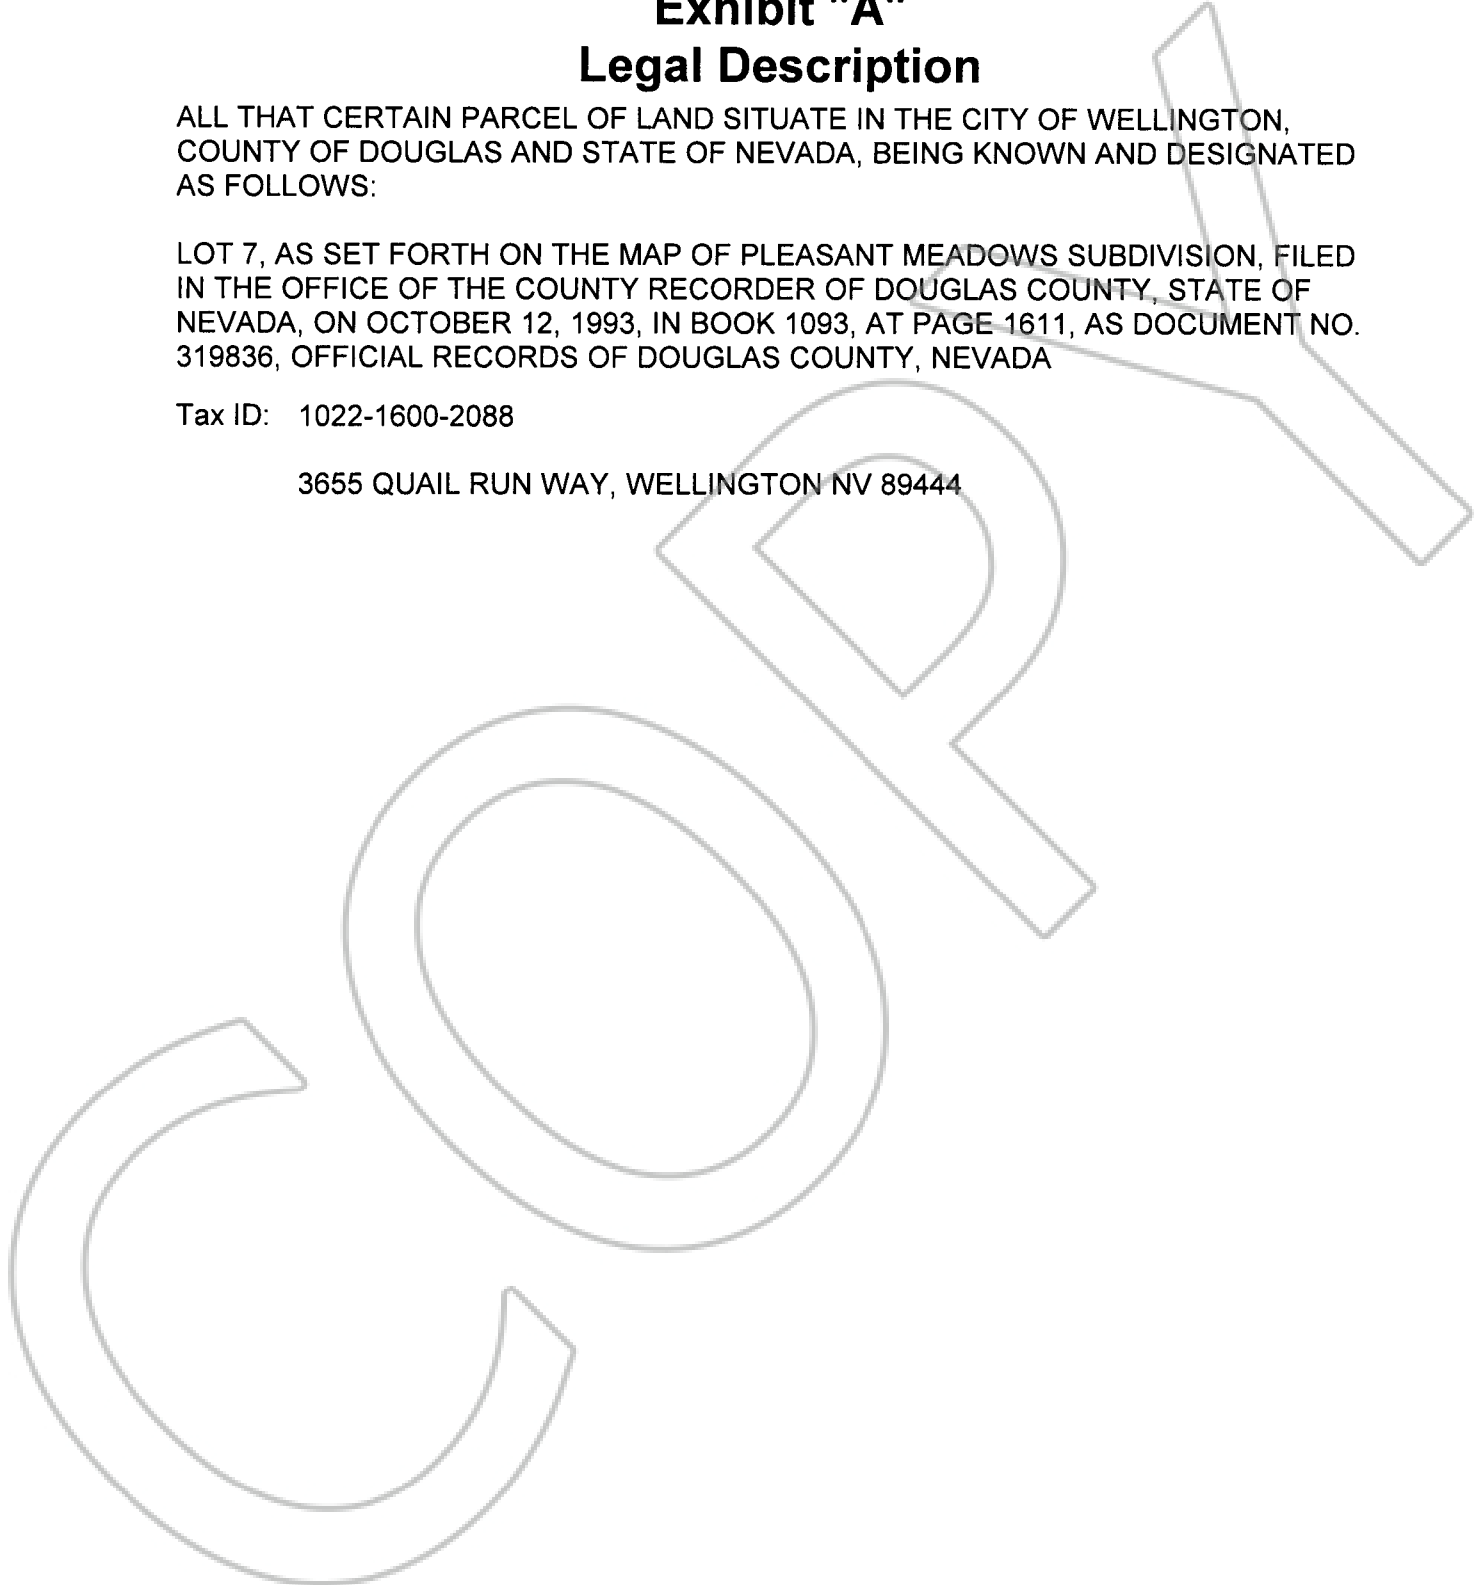 Exhibit "A"
Legal Description
ALL THAT CERTAIN PARCEL OF LAND SITUATE IN THE CITY OF WELLINGTON,
COUNTY OF DOUGLAS AND STATE OF NEVADA, BEING KNOWN AND DESIGNATED
AS FOLLOWS:
LOT 7, AS SET FORTH ON THE MAP OF PLEASANT MEADOWS SUBDIVISION, FILED
IN THE OFFICE OF THE COUNTY RECORDER OF DOUGLAS COUNTY, STATE OF
NEVADA, ON OCTOBER 12, 1993, IN BOOK 1093, AT PAGE 1611, AS DOCUMENT NO.
319836, OFFICIAL RECORDS OF DOUGLAS COUNTY, NEVADA
Tax ID: 1022-1600-2088
3655 QUAIL RUN WAY, WELLINGTON NV 89444
COPY